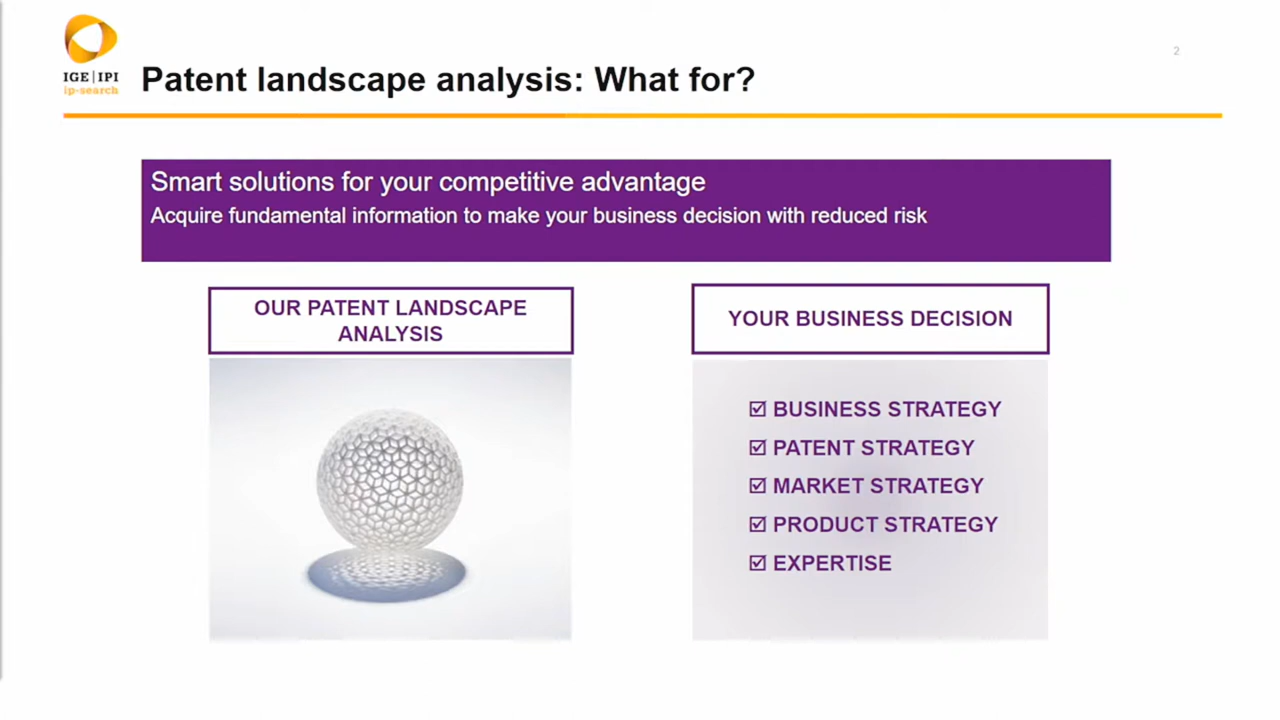 2
IGE|IPI
ip-search
Patent landscape analysis: What for?
Smart solutions for your competitive advantage
Acquire fundamental information to make your business decision with reduced risk
OUR PATENT LANDSCAPE
ANALYSIS
YOUR BUSINESS DECISION
☑ BUSINESS STRATEGY
☑ PATENT STRATEGY
☑ MARKET STRATEGY
☑ PRODUCT STRATEGY
☑ EXPERTISE